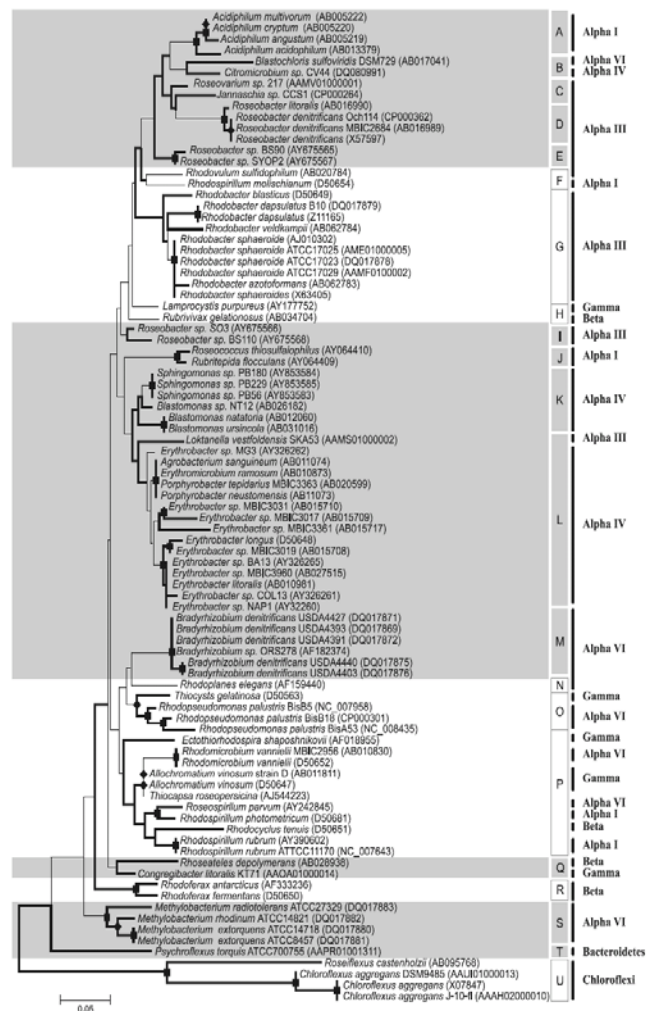 Acidiphilum multivorum (AB005222)
Acidiphilum cryptum (AB005220)
Acidiphilum angustum (AB005219)
Acidiphilum acidophilum (AB013379)
A
Alpha I
Blastochloris sulfoviridis DSM729 (AB017041)
Citromicrobium sp. CV44 (DQ080991)
B
Alpha VI
Alpha IV
Roseovarium sp. 217 (AAMV01000001)
Jannaschia sp. CCS1 (CP000264)
C
Roseobacter litoralis (AB016990)
Roseobacter denitrificans Och114 (CP000362)
Roseobacter denitrificans MBIC2684 (AB016989)
Roseobacter denitrificans (X57597)
D
Alpha III
Roseobacter sp. BS90 (AY675565)
Roseobacter sp. SYOP2 (AY675567)
E
Rhodovulum sulfidophilum (AB020784)
Rhodospirillum molischianum (D50654)
F
Alpha I
Rhodobacter blasticus (D50649)
Rhodobacter dapsulatus B10 (DQ017879)
Rhodobacter dapsulatus (Z11165)
Rhodobacter veldkampii (AB062784)
Rhodobacter sphaeroide (AJ010302)
Rhodobacter sphaeroide ATCC17025 (AME01000005)
Rhodobacter sphaeroide ATCC17023 (DQ017878)
Rhodobacter sphaeroide ATCC17029 (AAMF0100002)
Rhodobacter azotoformans (AB062783)
Rhodobacter sphaeroides (X63405)
G
Alpha III
Lamprocystis purpureus (AY177752)
Rubrivivax gelationosus (AB034704)
H
Gamma
Beta
Roseobacter sp. SO3 (AY675566)
Roseobacter sp. BS110 (AY675568)
I
Alpha III
Roseococcus thiosulfalophilus (AY064410)
Rubritepida flocculans (AY064409)
J
Alpha I
Sphingomonas sp. PB180 (AY853584)
Sphingomonas sp. PB229 (AY853585)
Sphingomonas sp. PB56 (AY853583)
Blastomonas sp. NT12 (AB026182)
Blastomonas natatoria (AB012060)
Blastomonas ursincola (AB031016)
K
Alpha IV
Loktanella vestfoldensis SKA53 (AAMS01000002)
Alpha III
Erythrobacter sp. MG3 (AY326262)
Agrobacterium sanguineum (AB011074)
Erythromicrobium ramosum (AB010873)
Porphyrobacter tepidarius MBIC3363 (AB020599)
Porphyrobacter neustomensis (AB11073)
Erythrobacter sp. MBIC3031 (AB015710)
Erythrobacter sp. MBIC3017 (AB015709)
Erythrobacter sp. MBIC3361 (AB015717)
Erythrobacter longus (D50648)
Erythrobacter sp. MBIC3019 (AB015708)
Erythrobacter sp. BA13 (AY326265)
Erythrobacter sp. MBIC3960 (AB027515)
Erythrobacter litoralis (AB010981)
Erythrobacter sp. COL13 (AY326261)
Erythrobacter sp. NAP1 (AY32260)
L
Alpha IV
Bradyrhizobium denitrificans USDA4427 (DQ017871)
Bradyrhizobium denitrificans USDA4393 (DQ017869)
Bradyrhizobium denitrificans USDA4391 (DQ017872)
Bradyrhizobium sp. ORS278 (AF182374)
Bradyrhizobium denitrificans USDA4440 (DQ017875)
Bradyrhizobium denitrificans USDA4403 (DQ017876)
M
Alpha VI
Rhodoplanes elegans (AF159440)
N
Thiocysts gelatinosa (D50563)
Gamma
Rhodopseudomonas palustris BisB5 (NC_007958)
Rhodopseudomonas palustris BisB18 (CP000301)
Rhodopseudomonas palustris BisA53 (NC_008435)
O
Alpha VI
Ectothiorhodospira shaposhnikovii (AF018955)
Gamma
Rhodomicrobium vannielii MBIC2956 (AB010830)
Rhodomicrobium vannielii (D50652)
Alpha VI
Allochromatium vinosum strain D (AB011811)
Allochromatium vinosum (D50647)
Thiocapsa roseopersicina (AJ544223)
P
Gamma
Roseospirillum parvum (AY242845)
Alpha VI
Rhodospirillum photometricum (D50681)
Alpha I
Rhodocyclus tenuis (D50651)
Beta
Rhodospirillum rubrum (AY390602)
Rhodospirillum rubrum ATTCC11170 (NC_007643)
Alpha I
Rhoseateles depolymerans (AB028938)
Congregibacter litoralis KT71 (AAOA01000014)
Q
Beta
Gamma
Rhodoferax antarcticus (AF333236)
Rhodoferax fermentans (D50650)
R
Beta
Methylobacterium radiotolerans ATCC27329 (DQ017883)
Methylobacterium rhodinum ATCC14821 (DQ017882)
Methylobacterium extorquens ATCC14718 (DQ017880)
Methylobacterium extorquens ATCC8457 (DQ017881)
S
Alpha VI
Psychroflexus torquis ATCC700755 (AAPR01001311)
T
Bacteroidetes
Roseiflexus castenholzii (AB095768)
Chloroflexus aggregans DSM9485 (AAUI01000013)
Chloroflexus aggregans (X07847)
Chloroflexus aggregans J-10-fl (AAAH02000010)
U
Chloroflexi
0.05